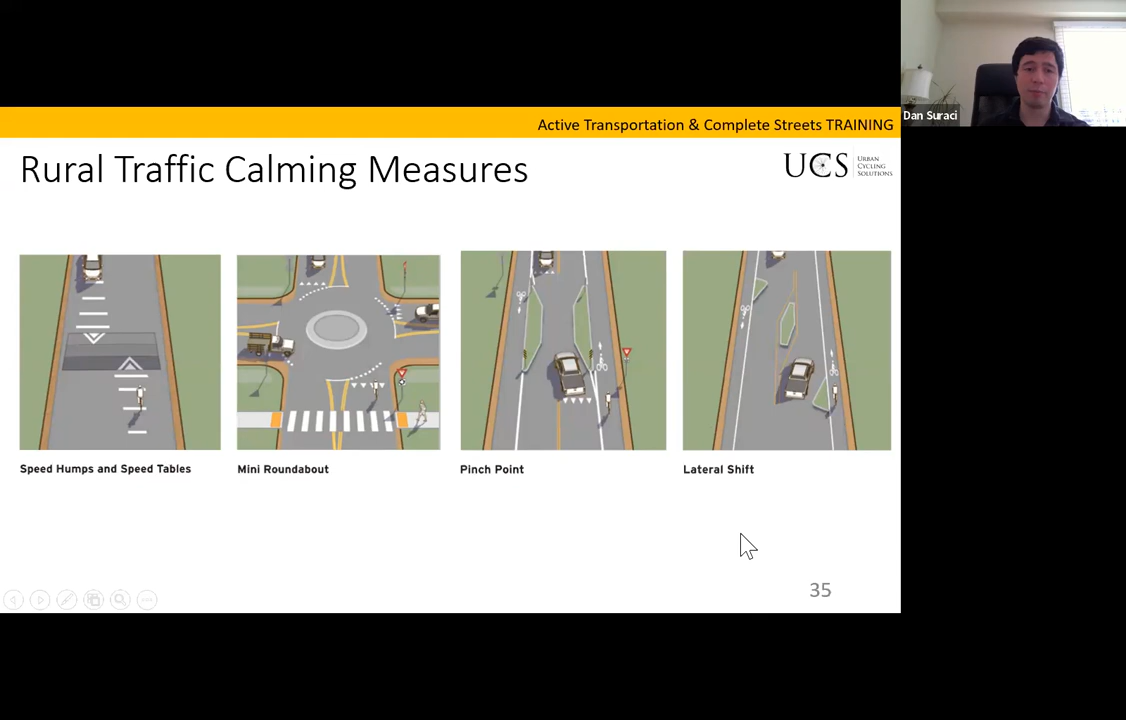 Active Transportation & Complete Streets TRAINING
Rural Traffic Calming Measures
UCS
URBAN
CYCLING
SOLUTIONS
Dan Suraci
Speed Humps and Speed Tables
Mini Roundabout
Pinch Point
Lateral Shift
35